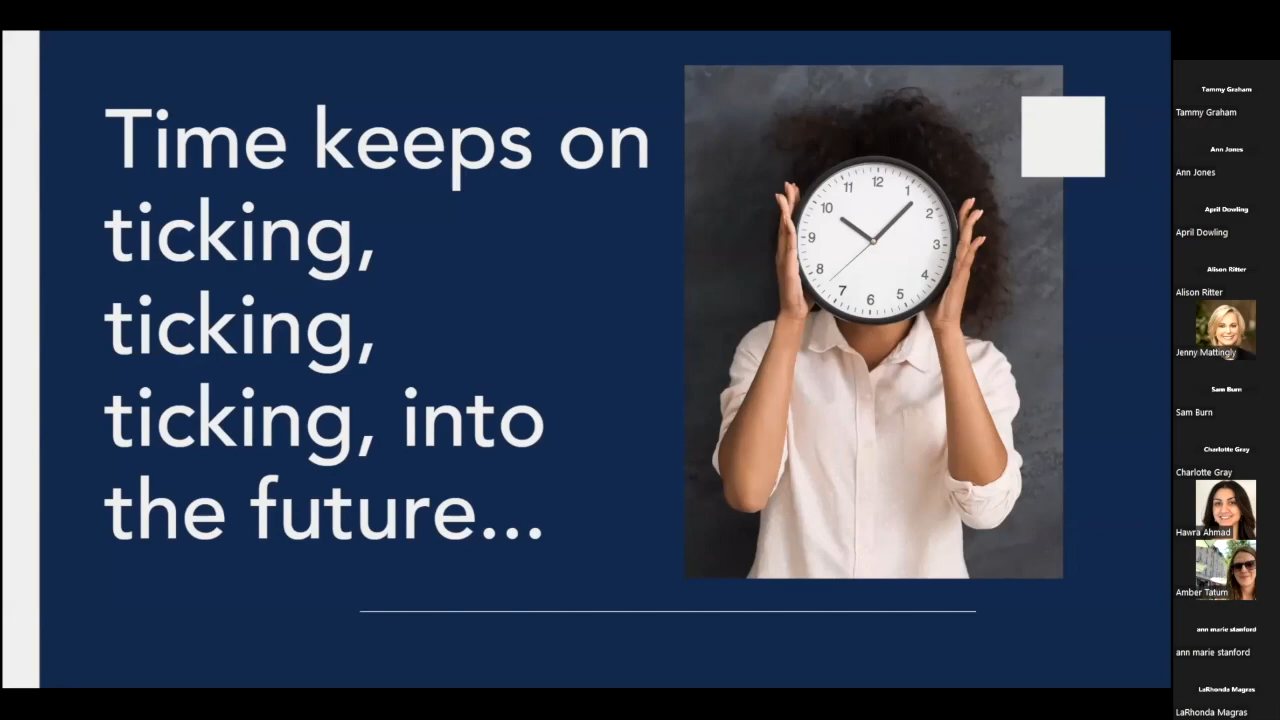 Time keeps on
ticking,
ticking,
ticking, into
the future...
12
1
2
3
4
5
6
7
8
9
10
11
Tammy Graham
Tammy Graham
Ann Jones
Ann Jones
April Dowling
April Dowling
Alison Ritter
Alison Ritter
Jenny Mattingly
Sam Burn
Sam Burn
Charlotte Gray
Charlotte Gray
Hawra Ahmad
Amber Tatum
ann marie stanford
ann marie stanford
LaRhonda Magras
LaRhonda Magras